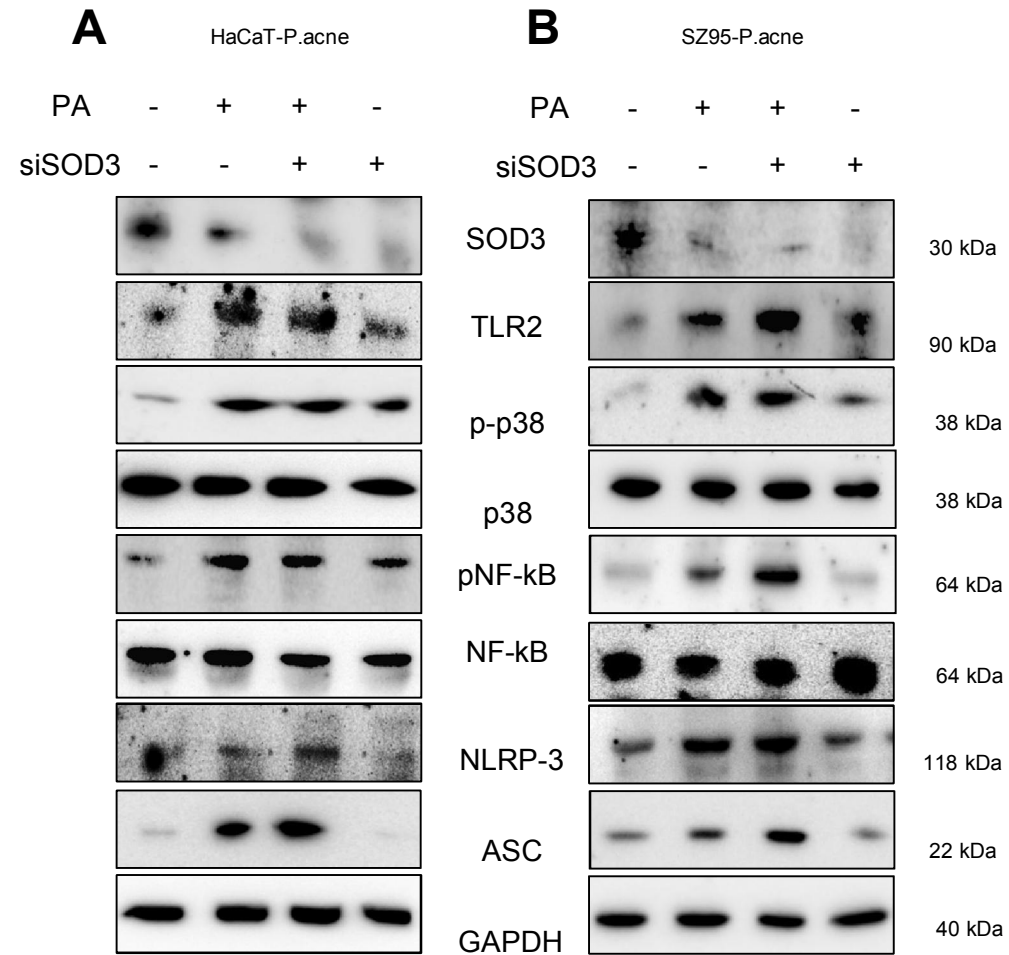 A
HaCaT-P.acne
B
SZ95-P.acne
PA - + + -
PA - + + -
siSOD3 - - + +
siSOD3 - - + +
SOD3 30 kDa
TLR2 90 kDa
p-p38 38 kDa
p38 38 kDa
pNF-kB 64 kDa
NF-kB 64 kDa
NLRP-3 118 kDa
ASC 22 kDa
GAPDH 40 kDa